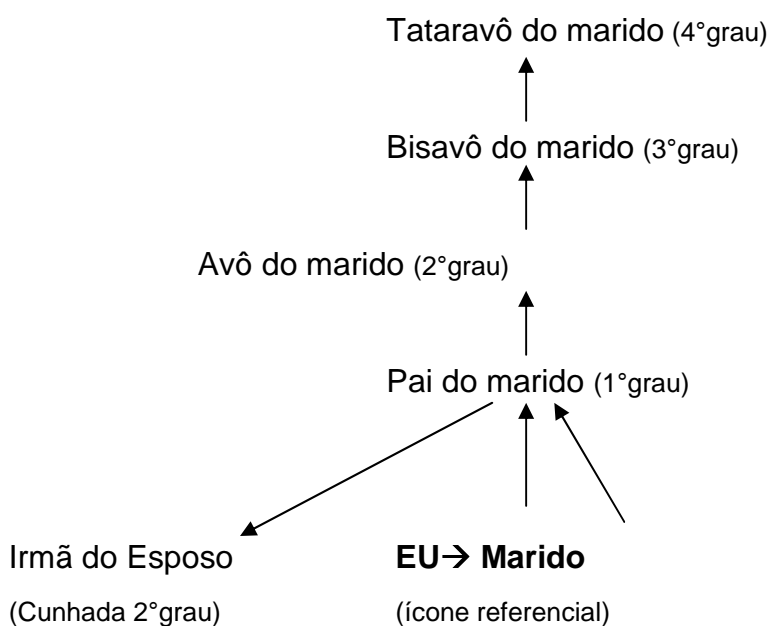 Tataravô do marido (4°grau)
Bisavô do marido (3°grau)
Avô do marido (2°grau)
Pai do marido (1°grau)
Irmã do Esposo
EU→ Marido
(Cunhada 2°grau)
(ícone referencial)